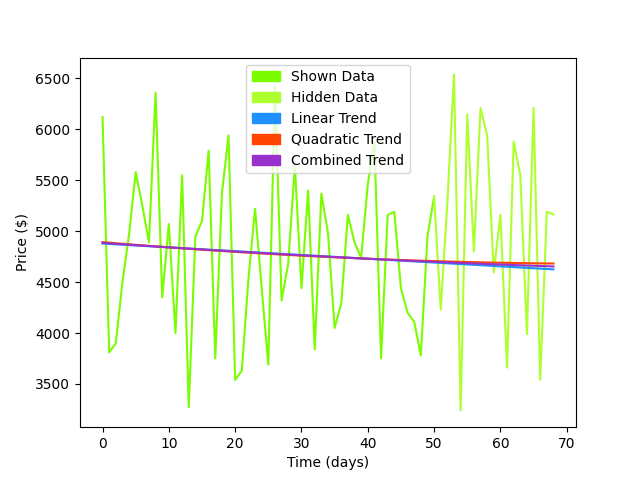 6500
6000
5500
5000
4500
4000
3500
Price ($)
Shown Data
Hidden Data
Linear Trend
Quadratic Trend
Combined Trend
0 10 20 30 40 50 60 70
Time (days)